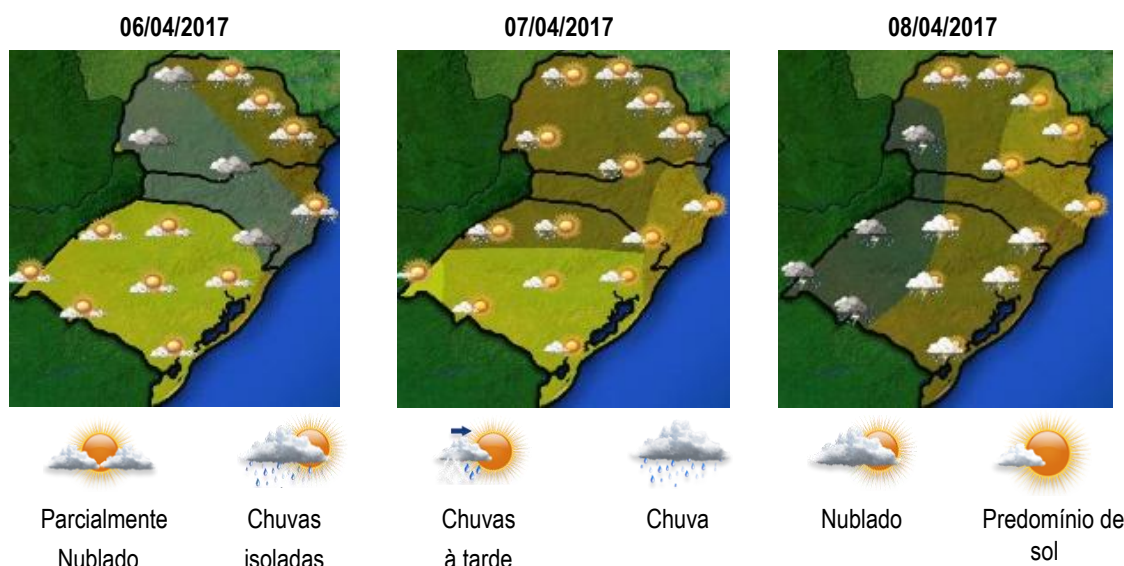 06/04/2017
07/04/2017
08/04/2017
Parcialmente
Nublado
Chuvas
isoladas
Chuvas
à tarde
Chuva
Nublado
Predomínio de
sol